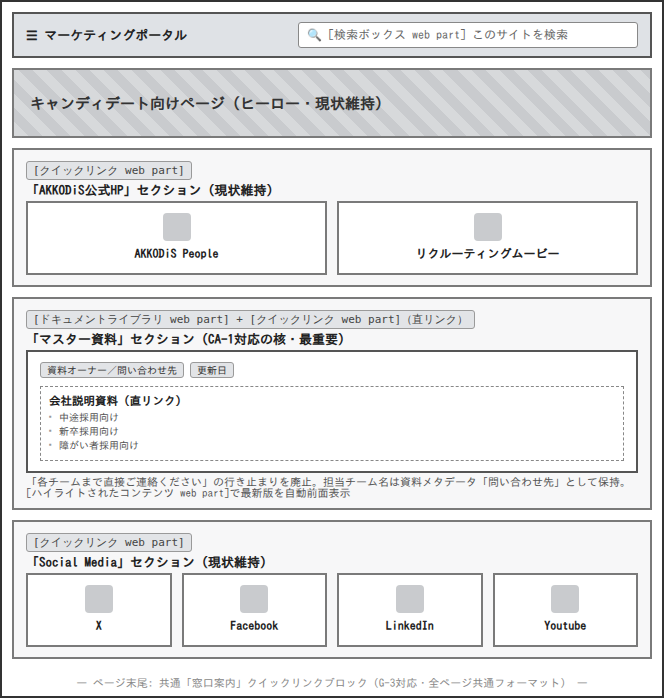 ☰ マーケティングポータル
🔍 [検索ボックス web part] このサイトを検索
キャンディデート向けページ（ヒーロー・現状維持）
[クイックリンク web part]
「AKKODiS公式HP」セクション（現状維持）
AKKODiS People
リクルーティングムービー
[ドキュメントライブラリ web part] + [クイックリンク web part]（直リンク）
「マスター資料」セクション（CA-1対応の核・最重要）
資料オーナー／問い合わせ先
更新日
会社説明資料（直リンク）
・ 中途採用向け
・ 新卒採用向け
・ 障がい者採用向け
「各チームまで直接ご連絡ください」の行き止まりを廃止。担当チーム名は資料メタデータ「問い合わせ先」として保持。
[ハイライトされたコンテンツ web part]で最新版を自動前面表示
[クイックリンク web part]
「Social Media」セクション（現状維持）
X
Facebook
LinkedIn
Youtube
― ページ末尾: 共通「窓口案内」クイックリンクブロック（G-3対応・全ページ共通フォーマット） ―